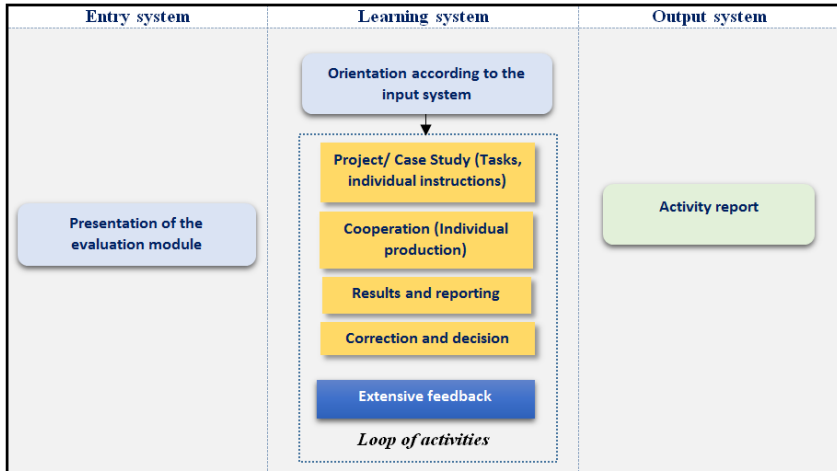 Entry system
Learning system
Output system
Orientation according to the
input system
Project/ Case Study (Tasks,
individual instructions)
Presentation of the
evaluation module
Cooperation (Individual
production)
Activity report
Results and reporting
Correction and decision
Extensive feedback
Loop of activities